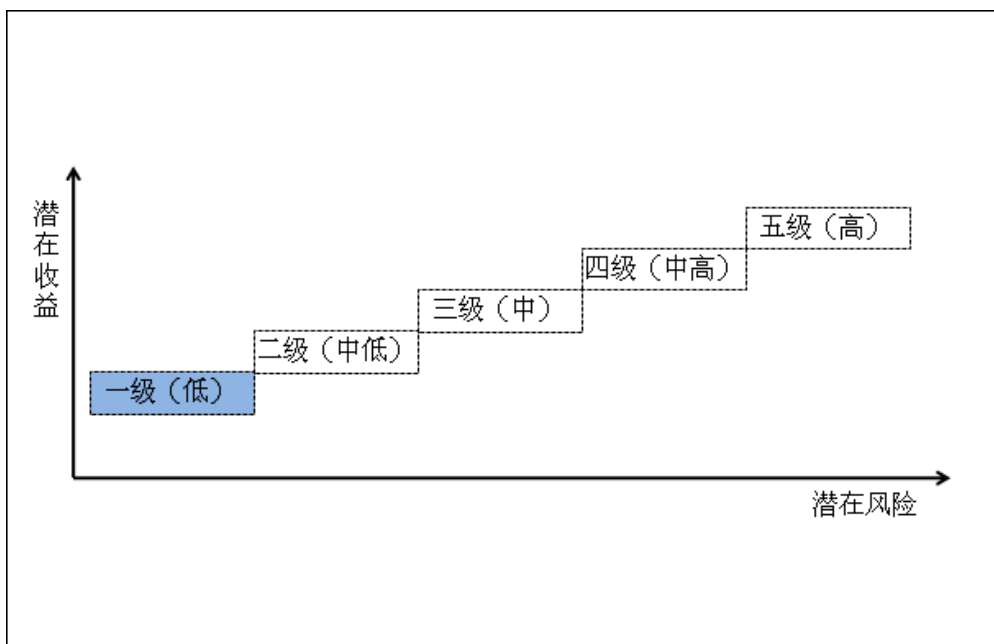 潜在收益
五级（高）
四级（中高）
三级（中）
二级（中低）
一级（低）
潜在风险